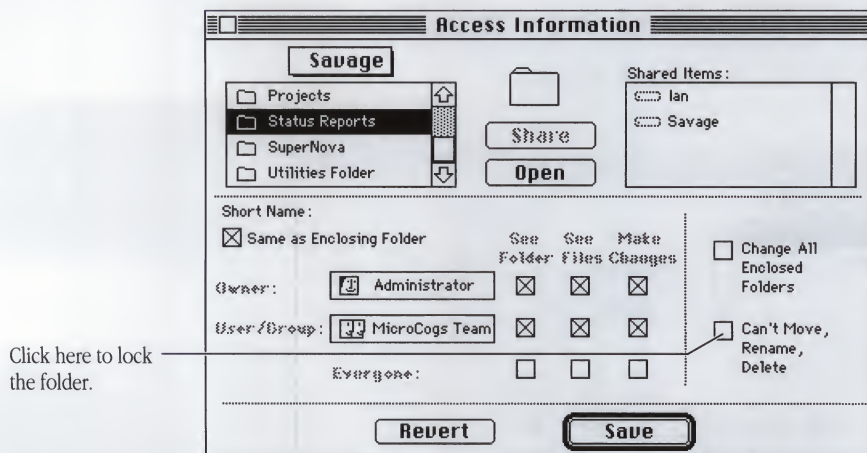 Access Information
Savage
Projects
Status Reports
SuperNova
Utilities Folder
Share
Open
Shared Items:
Ian
Savage
Short Name:
Same as Enclosing Folder
See Folder
See Files
Make Changes
Owner:
Administrator
User/Group:
MicroCogs Team
Everyone:
Change All
Enclosed
Folders
Can't Move,
Rename,
Delete
Click here to lock
the folder.
Revert
Save